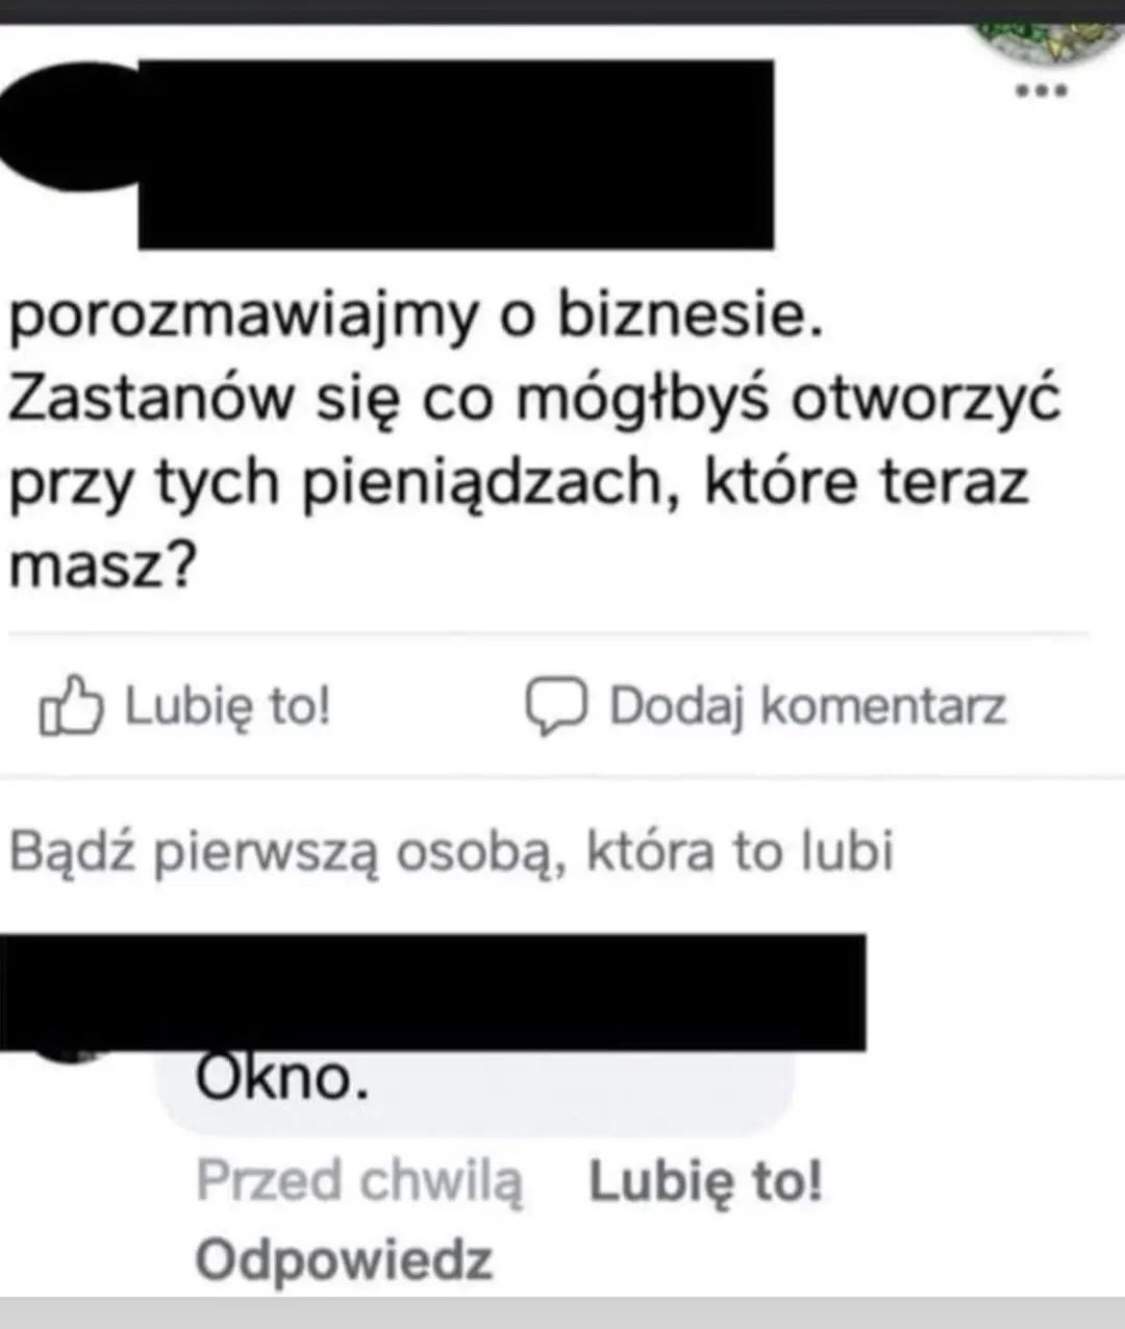 porozmawiajmy o biznesie.
Zastanów się co mógłbyś otworzyć
przy tych pieniądzach, które teraz
masz?
Lubię to!
Dodaj komentarz
Bądź pierwszą osobą, która to lubi
Okno.
Przed chwilą Lubię to!
Odpowiedz